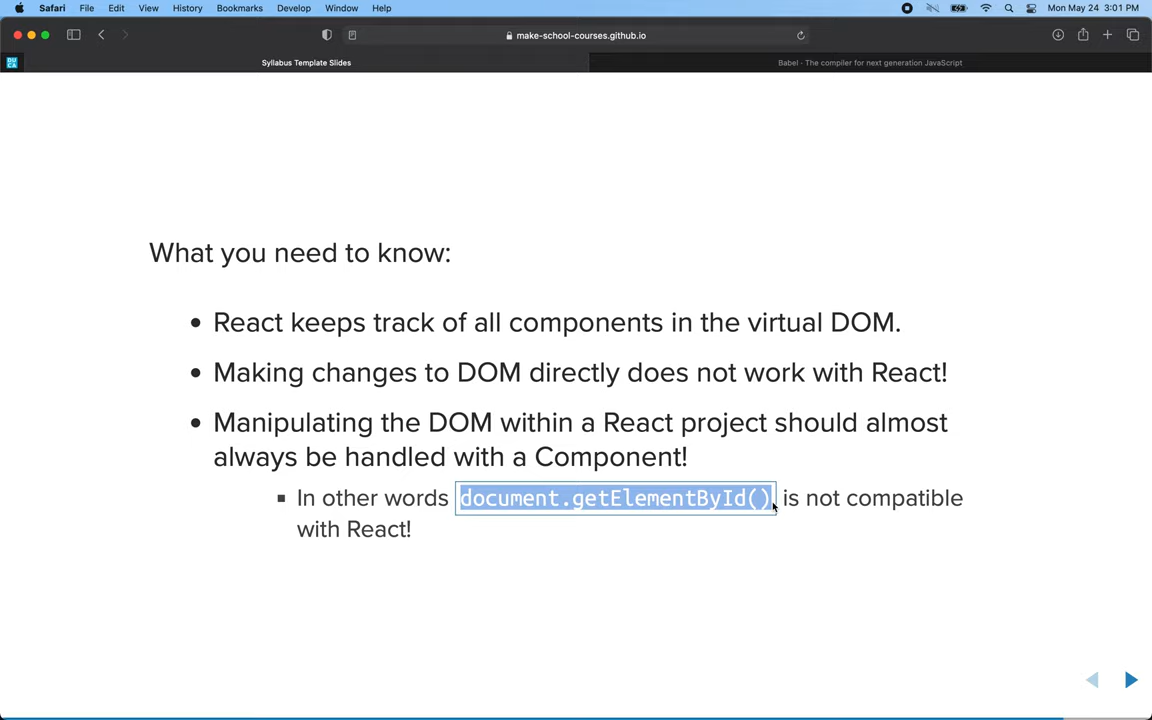 Safari File Edit View History Bookmarks Develop Window Help Mon May 24 3:01 PM
make-school-courses.github.io
DU
CA
Syllabus Template Slides
Babel - The compiler for next generation JavaScript
What you need to know:
• React keeps track of all components in the virtual DOM.
• Making changes to DOM directly does not work with React!
• Manipulating the DOM within a React project should almost
always be handled with a Component!
▪ In other words document.getElementById() is not compatible
with React!